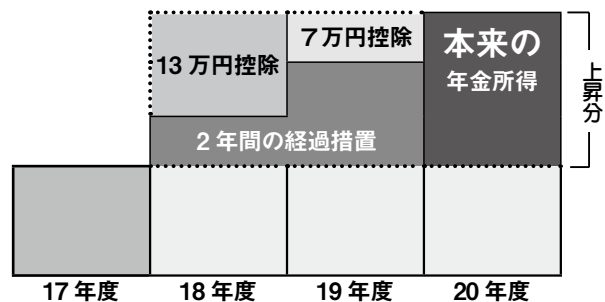 13万円控除
7万円控除
本来の
年金所得
上昇分
2年間の経過措置
17年度
18年度
19年度
20年度